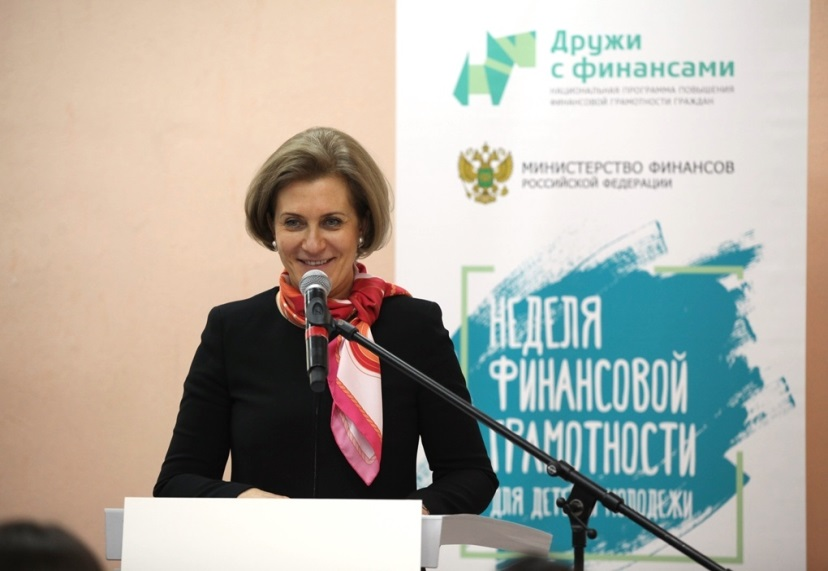 Дружи
с финансами
НАЦИОНАЛЬНАЯ ПРОГРАММА ПОВЫШЕНИЯ
ФИНАНСОВОЙ ГРАМОТНОСТИ ГРАЖДАН
МИНИСТЕРСТВО ФИНАНСОВ
РОССИЙСКОЙ ФЕДЕРАЦИИ
НЕДЕЛЯ
ФИНАНСОВОЙ
ГРАМОТНОСТИ
ДЛЯ ДЕТЕЙ И МОЛОДЕЖИ